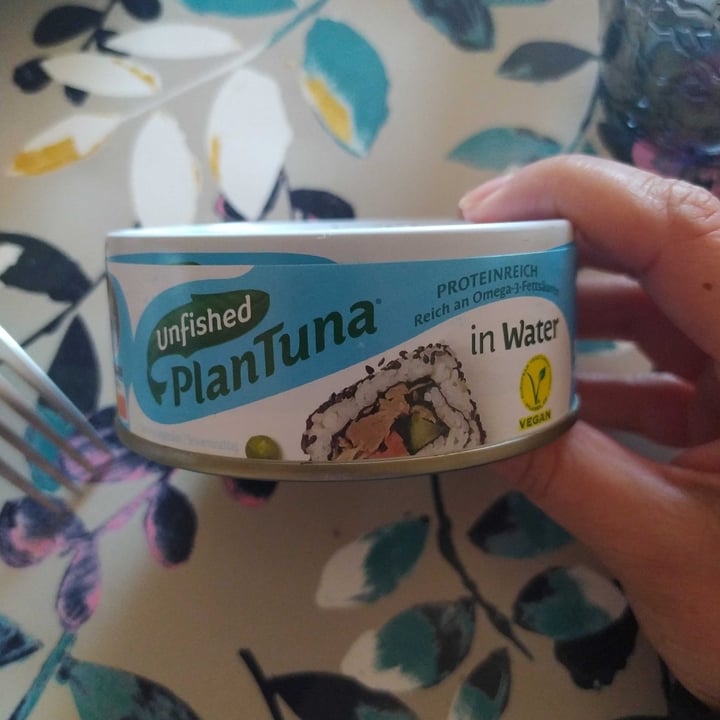 Unfished
PlanTuna®
PROTEINREICH
Reich an Omega-3-Fettsäuren
in Water
VEGAN